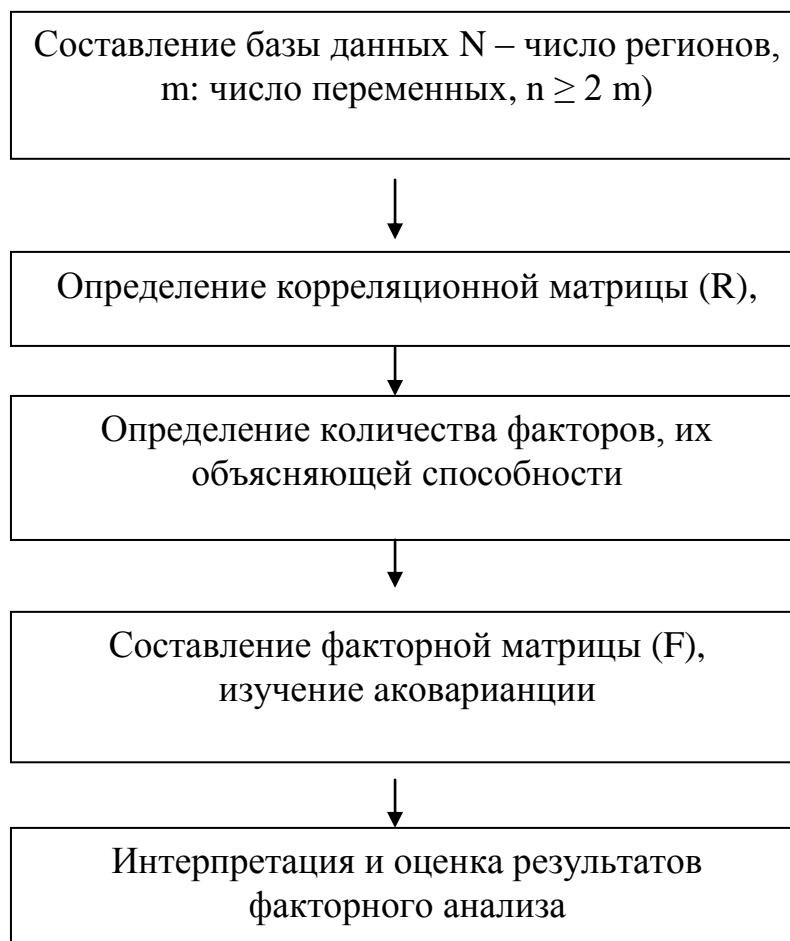 Составление базы данных N – число регионов,
m: число переменных, n ≥ 2 m)
Определение корреляционной матрицы (R),
Определение количества факторов, их
объясняющей способности
Составление факторной матрицы (F),
изучение аковарианции
Интерпретация и оценка результатов
факторного анализа